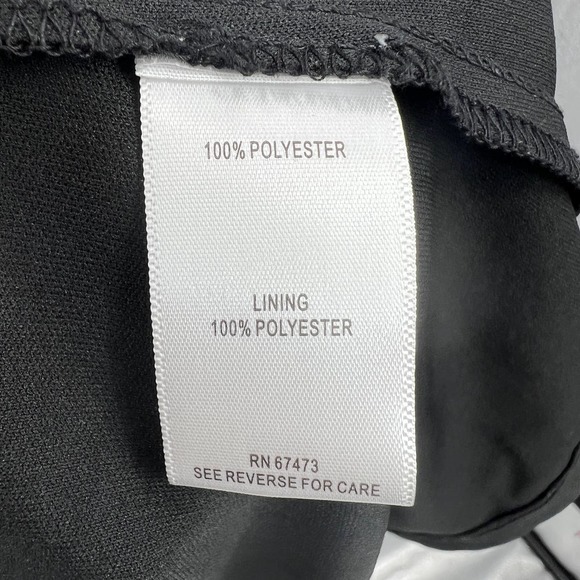 100% POLYESTER
LINING
100% POLYESTER
RN 67473
SEE REVERSE FOR CARE